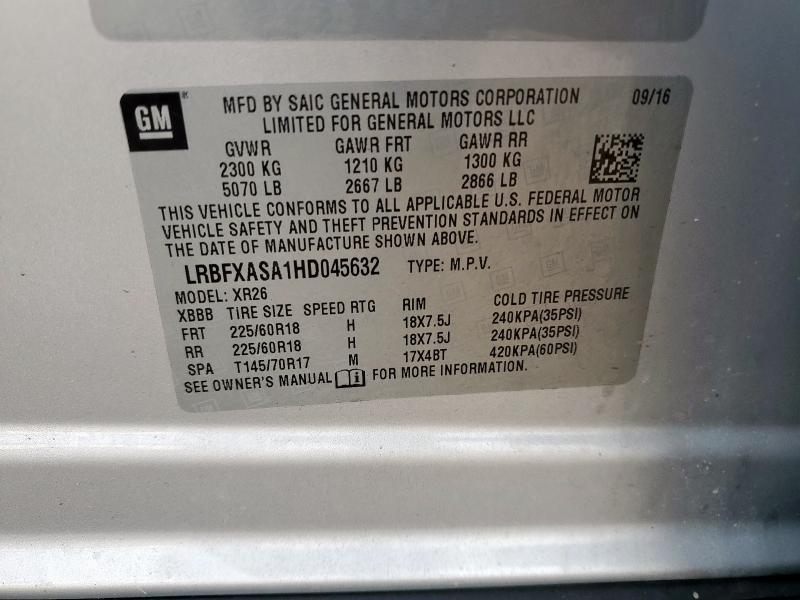 GM
MFD BY SAIC GENERAL MOTORS CORPORATION 09/16
LIMITED FOR GENERAL MOTORS LLC
GVWR GAWR FRT GAWR RR
2300 KG 1210 KG 1300 KG
5070 LB 2667 LB 2866 LB
THIS VEHICLE CONFORMS TO ALL APPLICABLE U.S. FEDERAL MOTOR
VEHICLE SAFETY AND THEFT PREVENTION STANDARDS IN EFFECT ON
THE DATE OF MANUFACTURE SHOWN ABOVE.
LRBFXASA1HD045632 TYPE: M.P.V.
MODEL: XR26
XBBB TIRE SIZE SPEED RTG RIM COLD TIRE PRESSURE
FRT 225/60R18 H 18X7.5J 240KPA(35PSI)
RR 225/60R18 H 18X7.5J 240KPA(35PSI)
SPA T145/70R17 M 17X4BT 420KPA(60PSI)
SEE OWNER'S MANUAL FOR MORE INFORMATION.